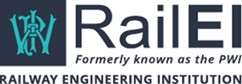 RailEI
Formerly known as the PWI
RAILWAY ENGINEERING INSTITUTION